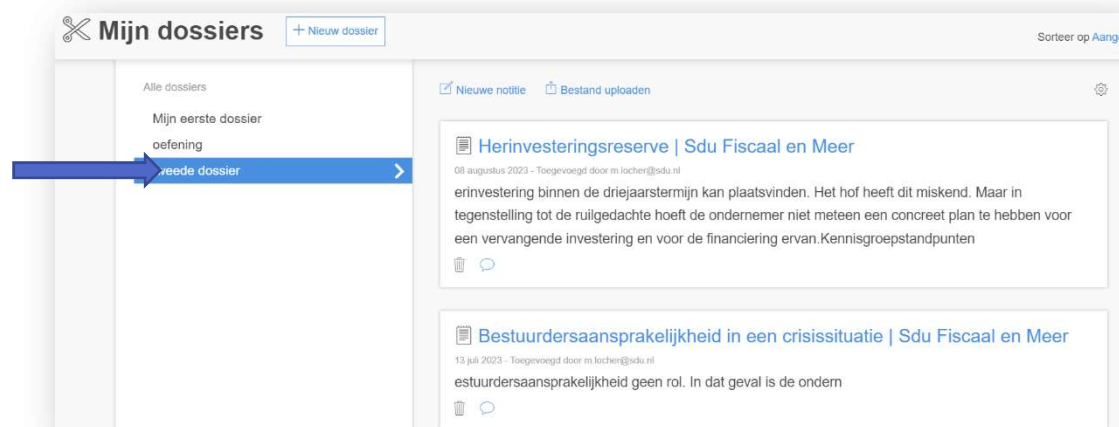 Mijn dossiers
+ Nieuw dossier
Sorteer op Aang
Alle dossiers
Mijn eerste dossier
oefening
weede dossier
Nieuwe notitie Bestand uploaden
Herinvesteringsreserve | Sdu Fiscaal en Meer
08 augustus 2023 - Toegevoegd door m.locher@sdu.nl
erinvestering binnen de driejaarstermijn kan plaatsvinden. Het hof heeft dit miskend. Maar in
tegenstelling tot de ruilgedachte hoeft de ondernemer niet meteen een concreet plan te hebben voor
een vervangende investering en voor de financiering ervan.Kennisgroepstandpunten
Bestuurdersaansprakelijkheid in een crisissituatie | Sdu Fiscaal en Meer
13 juli 2023 - Toegevoegd door m.locher@sdu.nl
estuurdersaansprakelijkheid geen rol. In dat geval is de ondern